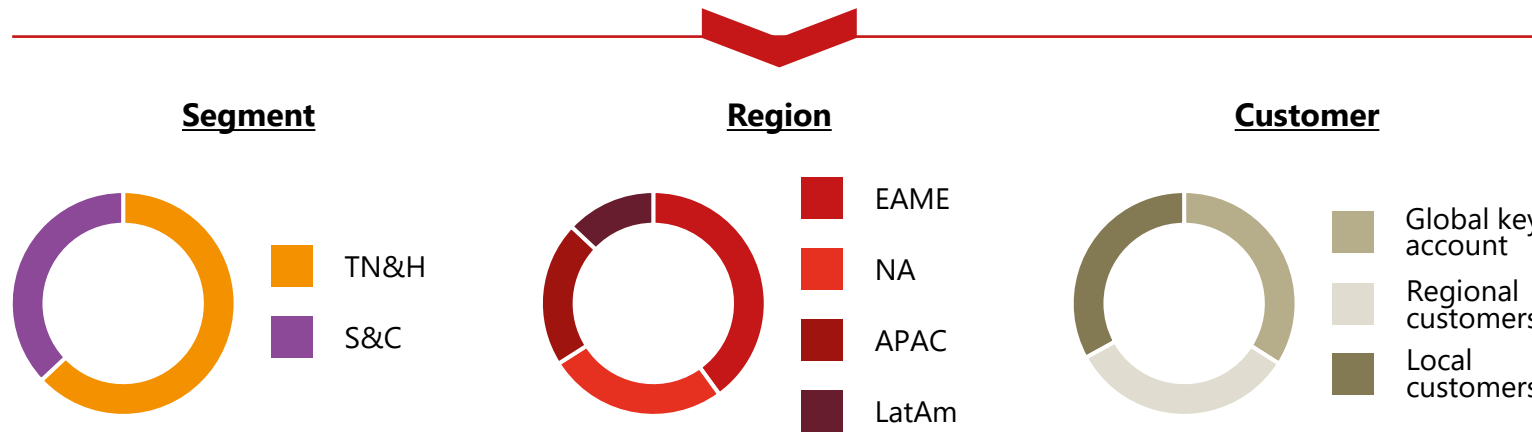 Segment
TN&H
S&C
Region
EAME
NA
APAC
LatAm
Customer
Global key
account
Regional
customers
Local
customers